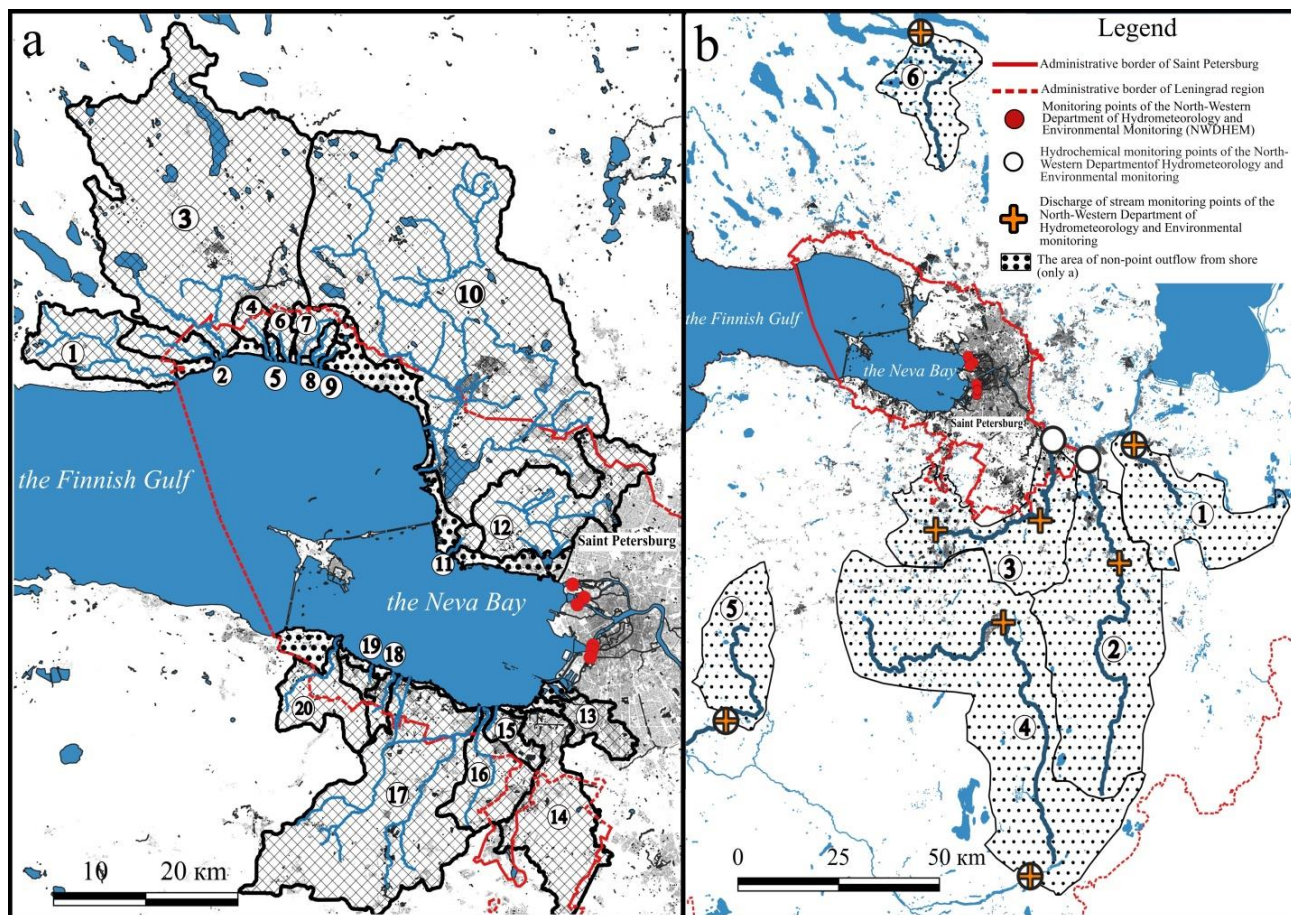 a
3
10
4
6
7
1
2
5
8
9
the Finnish Gulf
12
Saint Petersburg
11
the Neva Bay
19
18
20
13
15
16
17
14
10
20 км
b
6
Legend
Administrative border of Saint Petersburg
Administrative border of Leningrad region
Monitoring points of the North-Western
Department of Hydrometeorology and
Environmental Monitoring (NWDHEM)
Hydrochemical monitoring points of the North-
Western Departmentof Hydrometeorology and
Environmental monitoring
Discharge of stream monitoring points of the
North-Western Department of
Hydrometeorology and Environmental
monitoring
The area of non-point outflow from shore
(only a)
the Finnish Gulf
the Neva Bay
Saint Petersburg
1
3
5
2
4
0
25
50 км